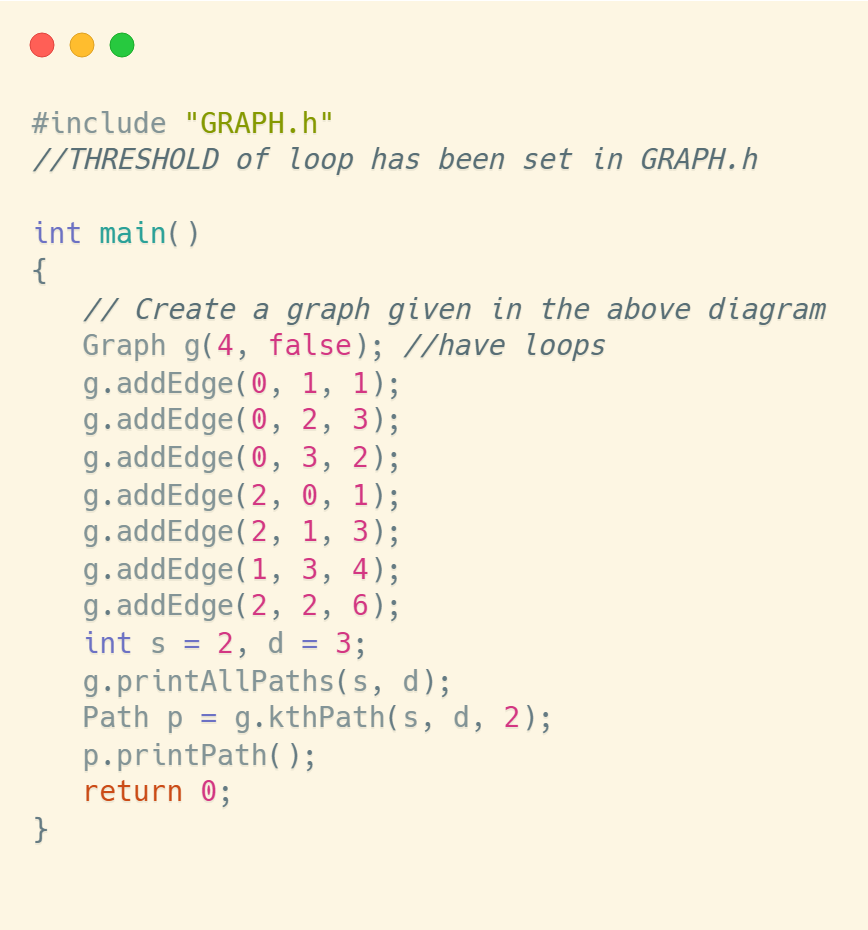 #include "GRAPH.h"
//THRESHOLD of loop has been set in GRAPH.h
int main()
{
// Create a graph given in the above diagram
Graph g(4, false); //have loops
g.addEdge(0, 1, 1);
g.addEdge(0, 2, 3);
g.addEdge(0, 3, 2);
g.addEdge(2, 0, 1);
g.addEdge(2, 1, 3);
g.addEdge(1, 3, 4);
g.addEdge(2, 2, 6);
int s = 2, d = 3;
g.printAllPaths(s, d);
Path p = g.kthPath(s, d, 2);
p.printPath();
return 0;
}